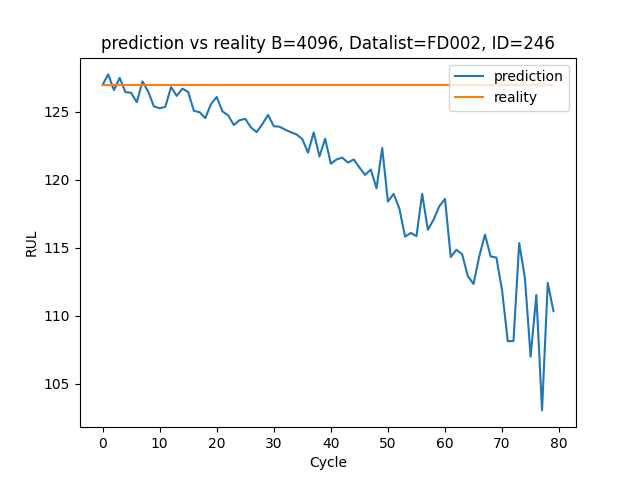 prediction vs reality B=4096, Datalist=FD002, ID=246
prediction
reality
125
120
115
110
105
RUL
0 10 20 30 40 50 60 70 80
Cycle